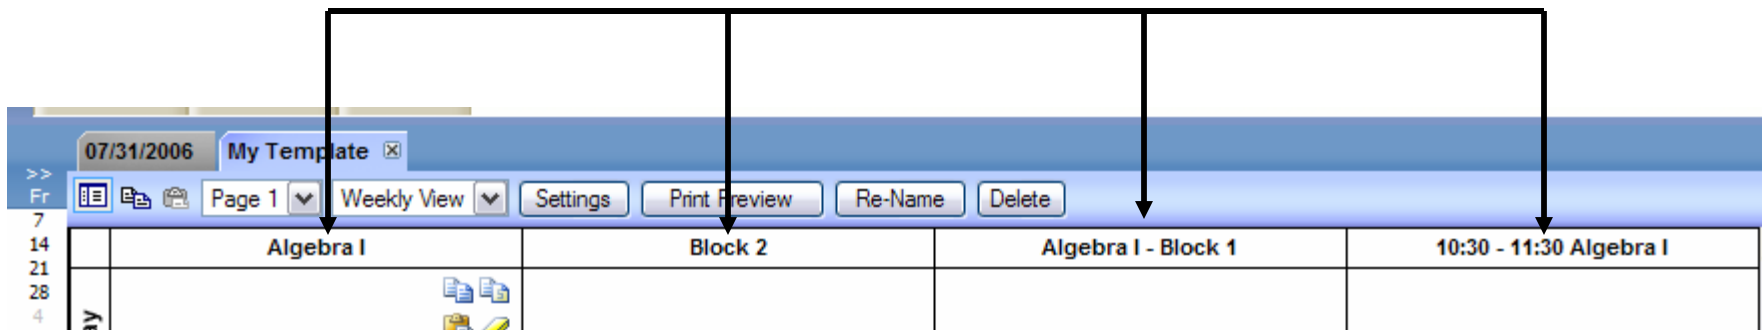 07/31/2006 My Template
>>
Fr
Page 1 Weekly View Settings Print Preview Re-Name Delete
7
14 Algebra I Block 2 Algebra I - Block 1 10:30 - 11:30 Algebra I
21
28
4